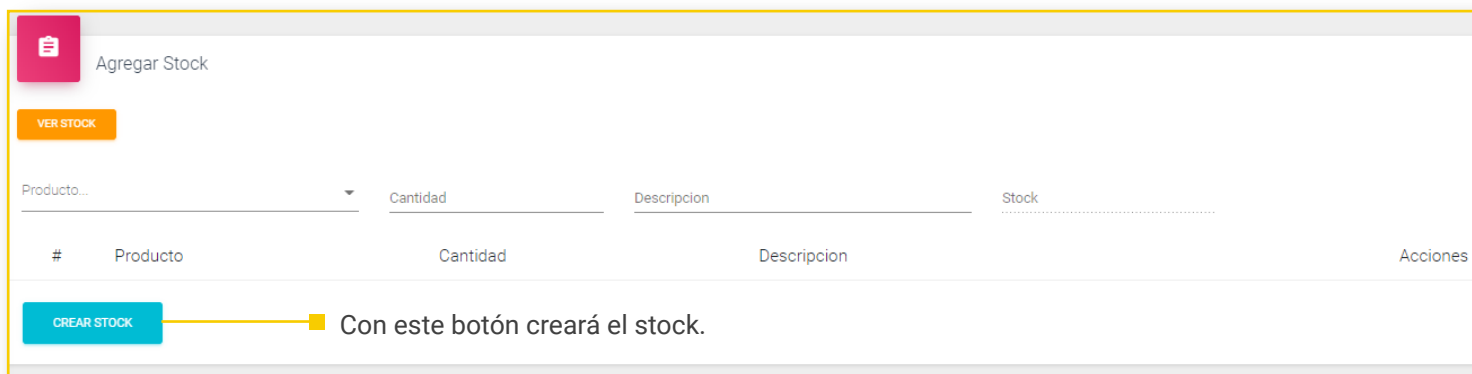 Agregar Stock
VER STOCK
Producto... Cantidad Descripcion Stock
# Producto Cantidad Descripcion Acciones
CREAR STOCK Con este botón creará el stock.